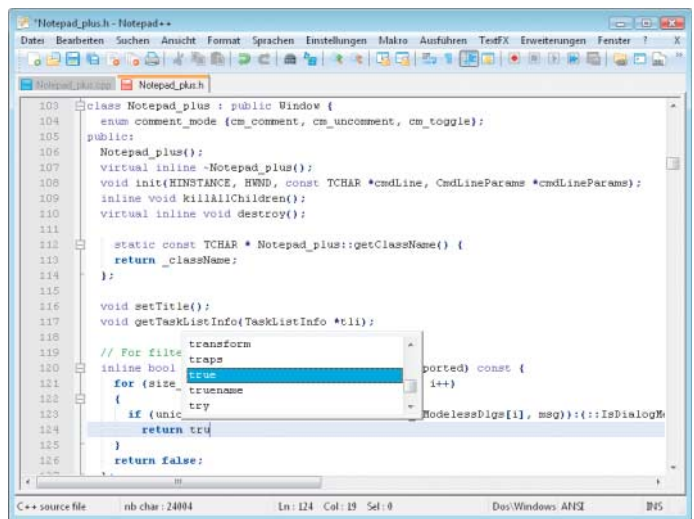 *Notepad_plus.h - Notepad++
Datei Bearbeiten Suchen Ansicht Format Sprachen Einstellungen Makro Ausführen TextFX Erweiterungen Fenster ? X
Notepad_plus.cpp Notepad_plus.h
103 class Notepad_plus : public Window {
104 enum comment_mode {cm_comment, cm_uncomment, cm_toggle};
105 public:
106 Notepad_plus();
107 virtual inline ~Notepad_plus();
108 void init(HINSTANCE, HWND, const TCHAR *cmdLine, CmdLineParams *cmdLineParams);
109 inline void killAllChildren();
110 virtual inline void destroy();
111
112 static const TCHAR * Notepad_plus::getClassName() {
113 return _className;
114 };
115
116 void setTitle();
117 void getTaskListInfo(TaskListInfo *tli);
118
transform
119 // For filte
traps
120 inline bool ported) const {
true
121 for (size_ i++)
truename
122 {
try
123 if (unic ModelessDlgs[i], msg)):(::IsDialogM
124 return tru
125 }
126 return false;
C++ source file nb char : 24004 Ln : 124 Col : 19 Sel : 0 Dos\Windows ANSI INS